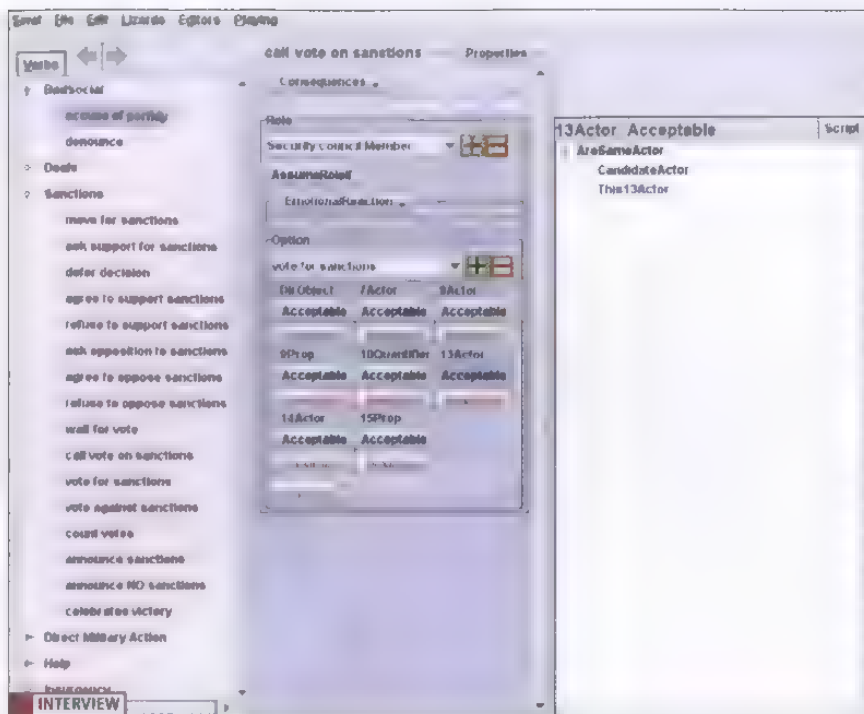 Swat File Edit Lizards Editors Playing
Verbs
call vote on sanctions Properties
BadSocial
accuse of perfidy
denounce
Deals
Sanctions
move for sanctions
ask support for sanctions
defer decision
agree to support sanctions
refuse to support sanctions
ask opposition to sanctions
agree to oppose sanctions
refuse to oppose sanctions
wait for vote
call vote on sanctions
vote for sanctions
vote against sanctions
count votes
announce sanctions
announce NO sanctions
celebrates victory
Direct Military Action
Help
Insurgency
INTERVIEW
Consequences
Role
Security council Member
AssumeRoleIf
EmotionalReaction
Option
vote for sanctions
DirObject 7Actor 8Actor
Acceptable Acceptable Acceptable
9Prop 10Quantifier 13Actor
Acceptable Acceptable Acceptable
14Actor 15Prop
Acceptable Acceptable
13Actor Acceptable Script
AreSameActor
CandidateActor
This13Actor